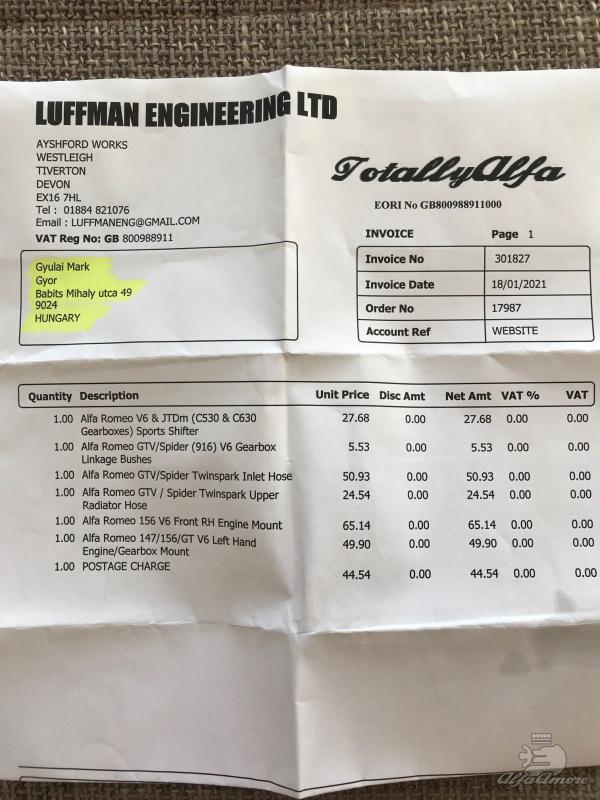 LUFFMAN ENGINEERING LTD
AYSHFORD WORKS
WESTLEIGH
TIVERTON
DEVON
EX16 7HL
Tel : 01884 821076
Email : LUFFMANENG@GMAIL.COM
VAT Reg No: GB 800988911
TotallyAlfa
EORI No GB800988911000
INVOICE Page 1
Invoice No 301827
Invoice Date 18/01/2021
Order No 17987
Account Ref WEBSITE
Gyulai Mark
Gyor
Babits Mihaly utca 49
9024
HUNGARY
Quantity Description Unit Price Disc Amt Net Amt VAT % VAT
1.00 Alfa Romeo V6 & JTDm (C530 & C630 27.68 0.00 27.68 0.00 0.00
Gearboxes) Sports Shifter
1.00 Alfa Romeo GTV/Spider (916) V6 Gearbox 5.53 0.00 5.53 0.00 0.00
Linkage Bushes
1.00 Alfa Romeo GTV/Spider Twinspark Inlet Hose 50.93 0.00 50.93 0.00 0.00
1.00 Alfa Romeo GTV / Spider Twinspark Upper 24.54 0.00 24.54 0.00 0.00
Radiator Hose
1.00 Alfa Romeo 156 V6 Front RH Engine Mount 65.14 0.00 65.14 0.00 0.00
1.00 Alfa Romeo 147/156/GT V6 Left Hand 49.90 0.00 49.90 0.00 0.00
Engine/Gearbox Mount
1.00 POSTAGE CHARGE 44.54 0.00 44.54 0.00 0.00
AlfaAmore